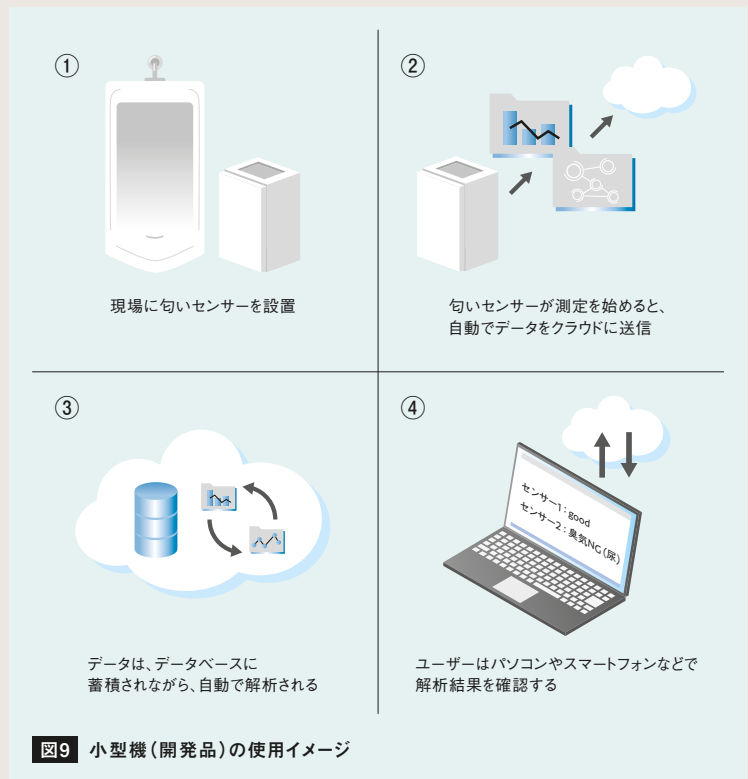 ①
現場に匂いセンサーを設置
②
匂いセンサーが測定を始めると、
自動でデータをクラウドに送信
③
データは、データベースに
蓄積されながら、自動で解析される
④
センサー1：good
センサー2：臭気NG（尿）
ユーザーはパソコンやスマートフォンなどで
解析結果を確認する
図9 小型機（開発品）の使用イメージ